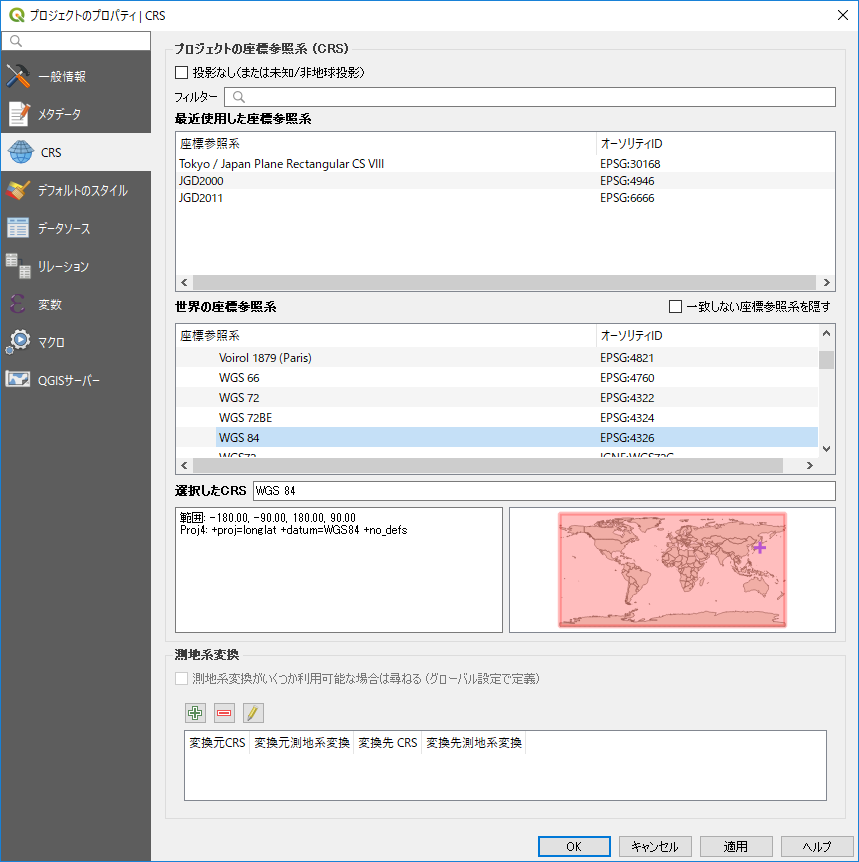 プロジェクトのプロパティ | CRS
一般情報
メタデータ
CRS
デフォルトのスタイル
データソース
リレーション
変数
マクロ
QGISサーバー
プロジェクトの座標参照系 (CRS)
投影なし(または未知/非地球投影)
フィルター
最近使用した座標参照系
座標参照系 オーソリティID
Tokyo / Japan Plane Rectangular CS VIII EPSG:30168
JGD2000 EPSG:4946
JGD2011 EPSG:6666
世界の座標参照系 一致しない座標参照系を隠す
座標参照系 オーソリティID
Voirol 1879 (Paris) EPSG:4821
WGS 66 EPSG:4760
WGS 72 EPSG:4322
WGS 72BE EPSG:4324
WGS 84 EPSG:4326
WGS72 IGNF:WGS72G
選択したCRS WGS 84
範囲: -180.00, -90.00, 180.00, 90.00
Proj4: +proj=longlat +datum=WGS84 +no_defs
測地系変換
測地系変換がいくつか利用可能な場合は尋ねる (グローバル設定で定義)
変換元CRS 変換元測地系変換 変換先 CRS 変換先測地系変換
OK キャンセル 適用 ヘルプ